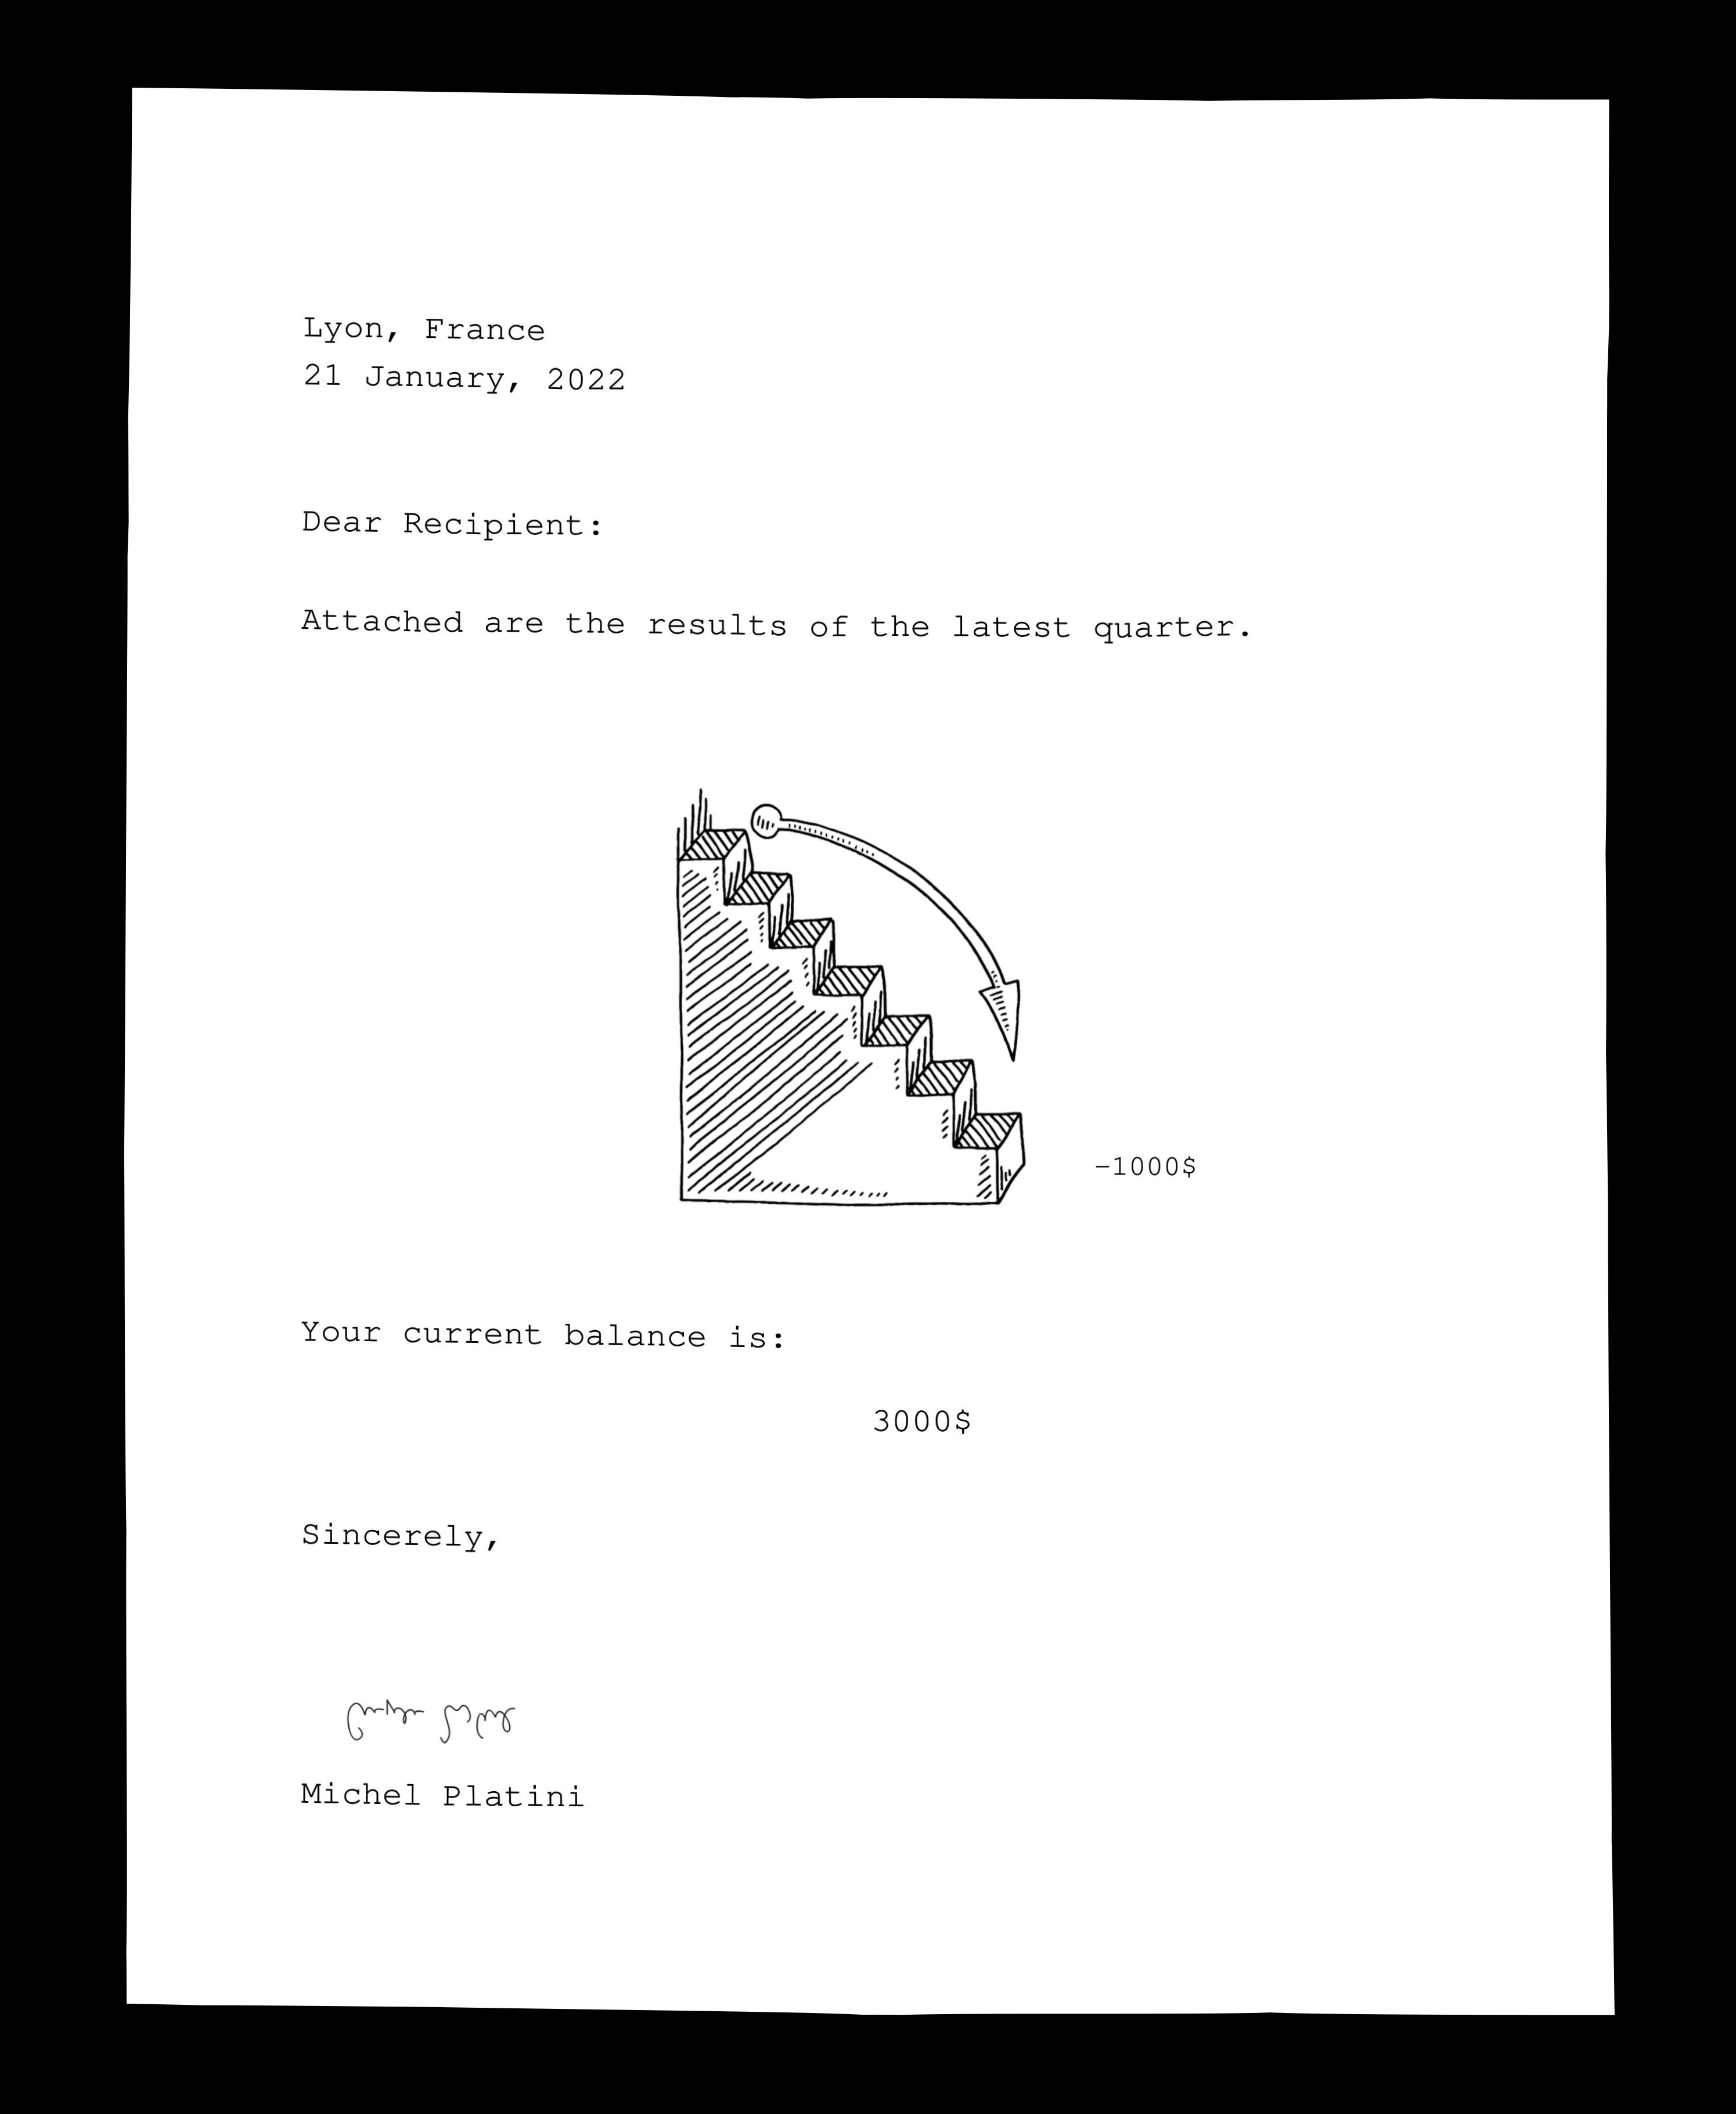 Lyon, France
21 January, 2022
Dear Recipient:
Attached are the results of the latest quarter.
-1000$
Your current balance is:
3000$
Sincerely,
Michel Platini